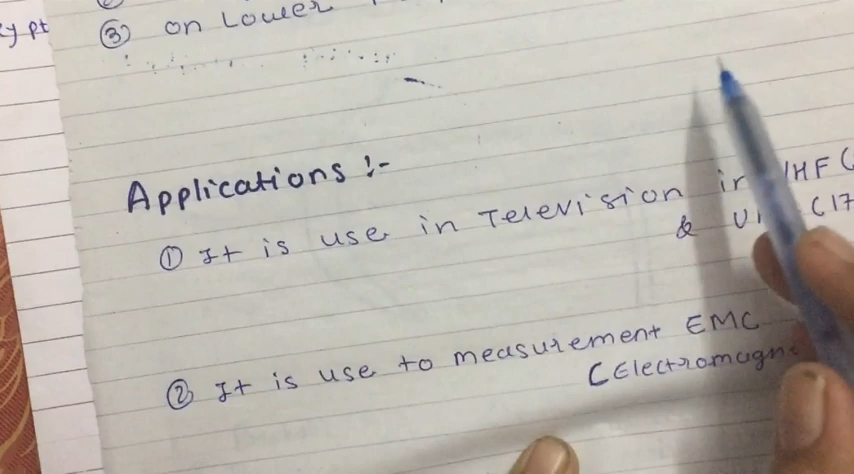 ③ on Lower
Applications :-
① It is use in Television in
&
② It is use to measurement EMC
(Electromagn